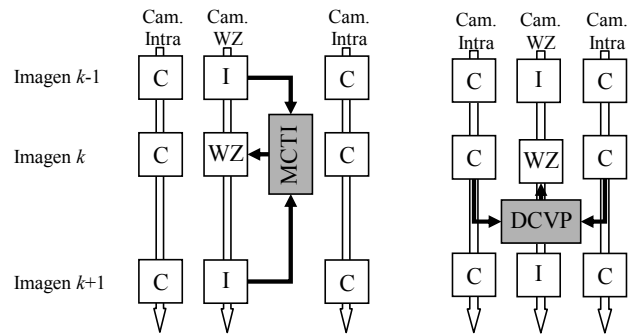 Cam. Intra
Cam. WZ
Cam. Intra
Cam. Intra
Cam. WZ
Cam. Intra
Imagen k-1
C
I
C
C
I
C
Imagen k
C
WZ
MCTI
C
C
WZ
C
DCVP
Imagen k+1
C
I
C
C
I
C